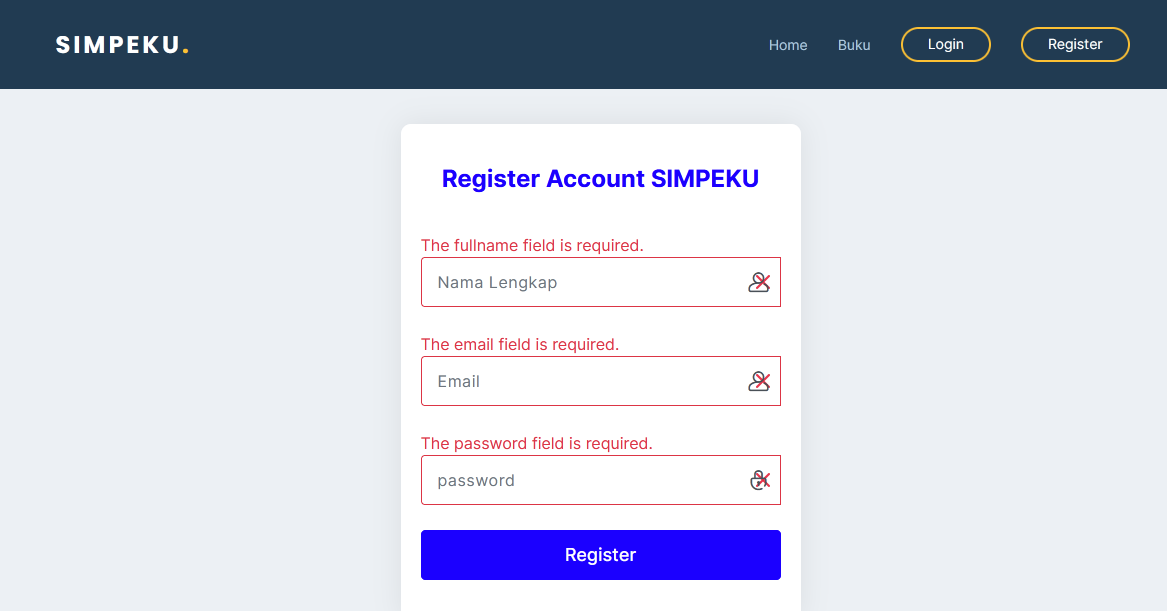 SIMPEKU.
Home
Buku
Login
Register
Register Account SIMPEKU
The fullname field is required.
Nama Lengkap
The email field is required.
Email
The password field is required.
password
Register